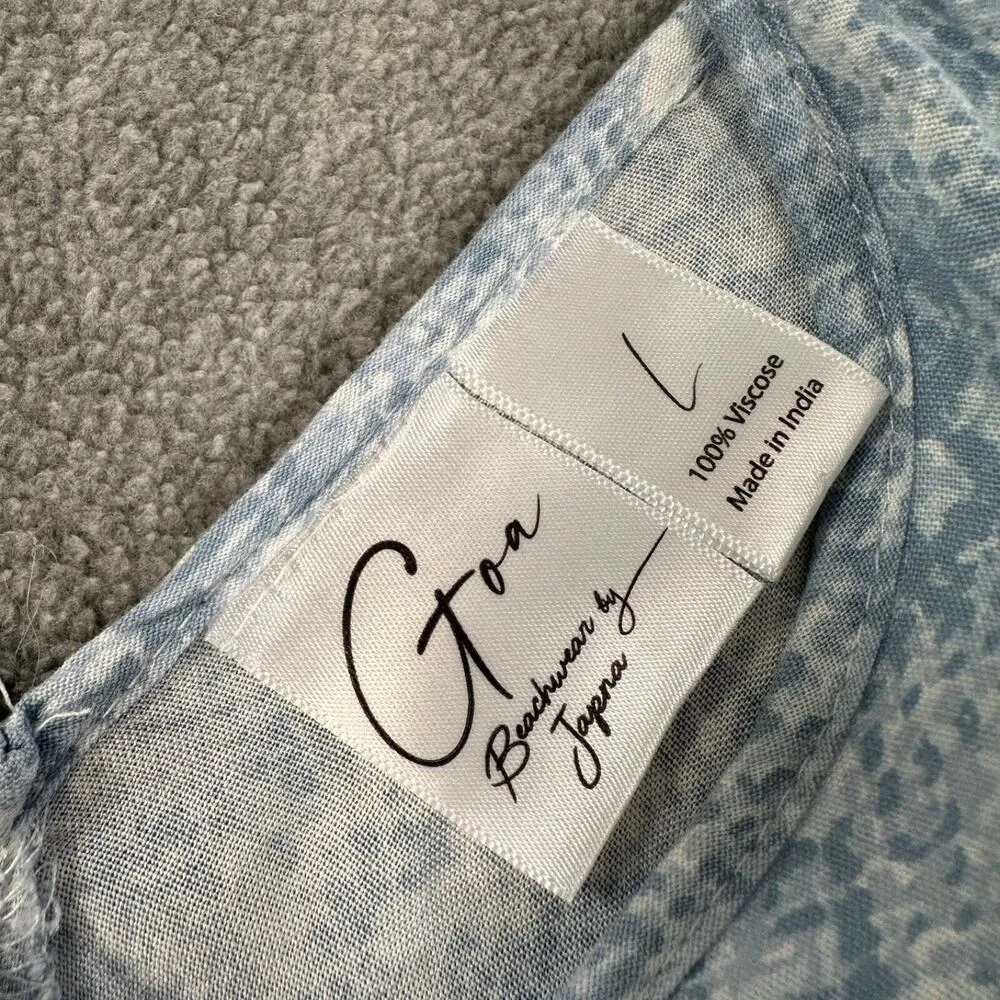 Goa
Beachwear by
Japna
L
100% Viscose
Made in India